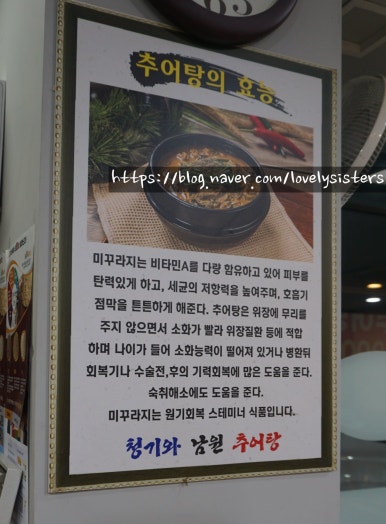 추어탕의 효능
https://blog.naver.com/lovelysisters
미꾸라지는 비타민A를 다량 함유하고 있어 피부를
탄력있게 하고, 세균의 저항력을 높여주며, 호흡기
점막을 튼튼하게 해준다. 추어탕은 위장에 무리를
주지 않으면서 소화가 빨라 위장질환 등에 적합
하며 나이가 들어 소화능력이 떨어져 있거나 병환뒤
회복기나 수술전,후의 기력회복에 많은 도움을 준다.
숙취해소에도 도움을 준다.
미꾸라지는 원기회복 스테미너 식품입니다.
청기와 남원 추어탕